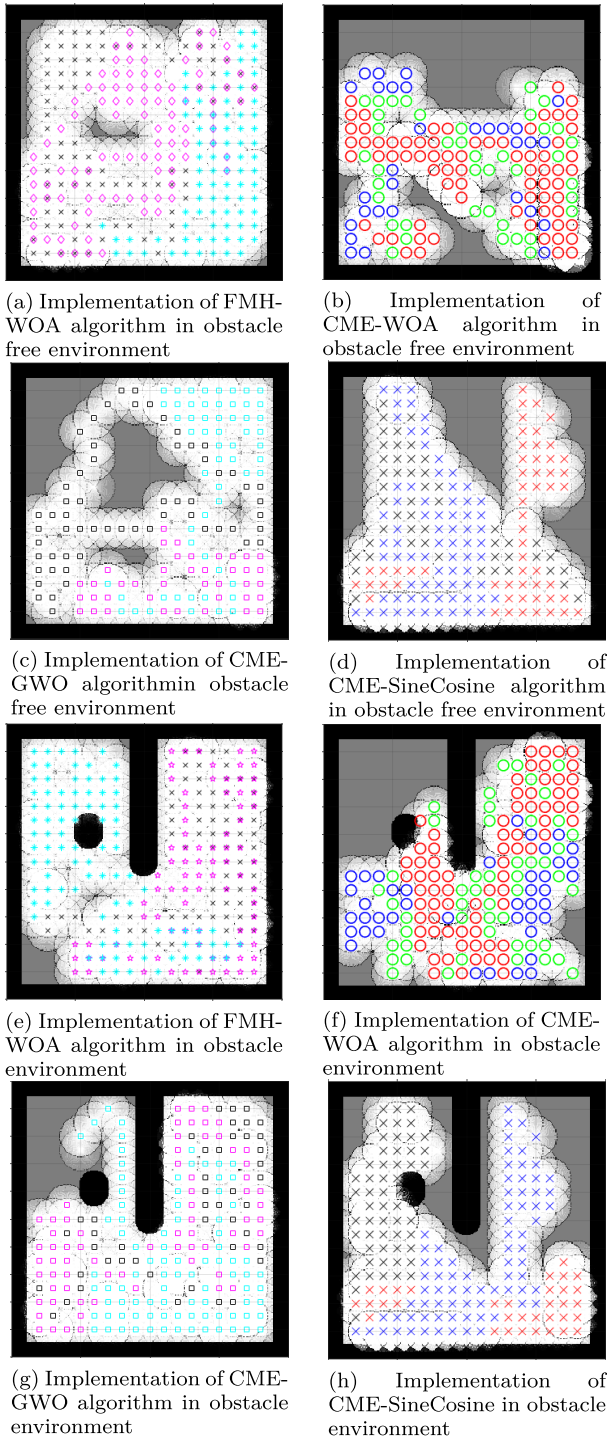 (a) Implementation of FMH-
WOA algorithm in obstacle
free environment
(b) Implementation of
CME-WOA algorithm in
obstacle free environment
(c) Implementation of CME-
GWO algorithmin obstacle
free environment
(d) Implementation of
CME-SineCosine algorithm
in obstacle free environment
(e) Implementation of FMH-
WOA algorithm in obstacle
environment
(f) Implementation of CME-
WOA algorithm in obstacle
environment
(g) Implementation of CME-
GWO algorithm in obstacle
environment
(h) Implementation of
CME-SineCosine in obstacle
environment